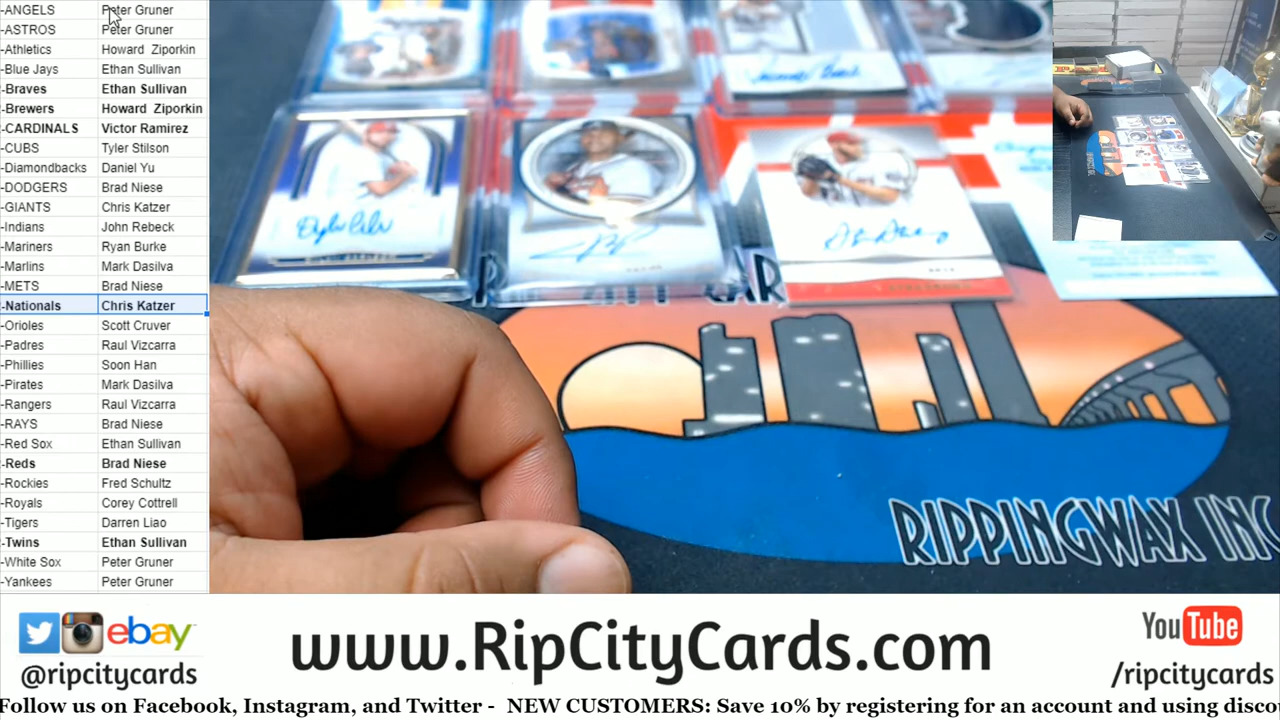 -ANGELS Peter Gruner
-ASTROS Peter Gruner
-Athletics Howard Ziporkin
-Blue Jays Ethan Sullivan
-Braves Ethan Sullivan
-Brewers Howard Ziporkin
-CARDINALS Victor Ramirez
-CUBS Tyler Stilson
-Diamondbacks Daniel Yu
-DODGERS Brad Niese
-GIANTS Chris Katzer
-Indians John Rebeck
-Mariners Ryan Burke
-Marlins Mark Dasilva
-METS Brad Niese
-Nationals Chris Katzer
-Orioles Scott Cruver
-Padres Raul Vizcarra
-Phillies Soon Han
-Pirates Mark Dasilva
-Rangers Raul Vizcarra
-RAYS Brad Niese
-Red Sox Ethan Sullivan
-Reds Brad Niese
-Rockies Fred Schultz
-Royals Corey Cottrell
-Tigers Darren Liao
-Twins Ethan Sullivan
-White Sox Peter Gruner
-Yankees Peter Gruner
RIPPINGWAX INC
ebay
@ripcitycards
www.RipCityCards.com
YouTube
/ripcitycards
Follow us on Facebook, Instagram, and Twitter - NEW CUSTOMERS: Save 10% by registering for an account and using disco